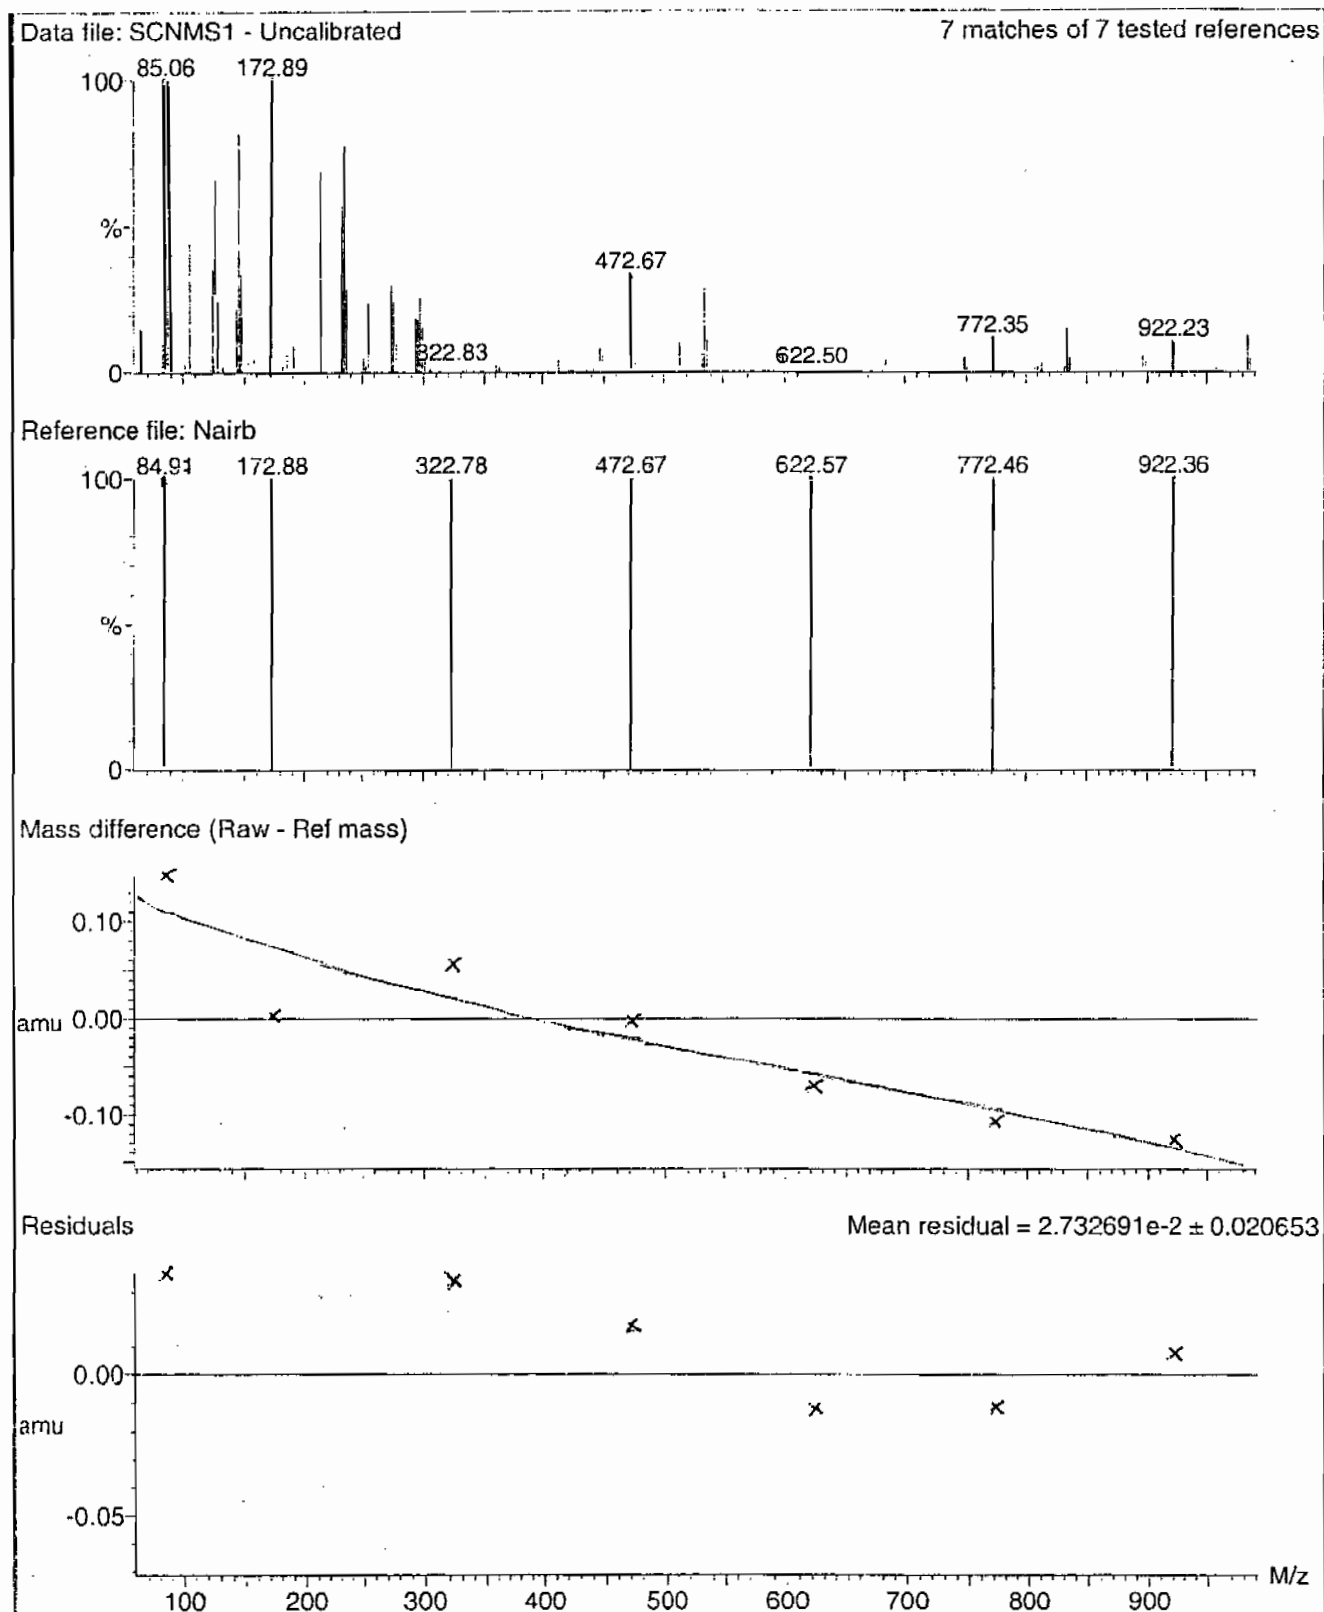 Data file: SCNMS1 - Uncalibrated 7 matches of 7 tested references
85.06 172.89
100
%
472.67
772.35 922.23
322.83 622.50
0
Reference file: Nairb
84.91 172.88 322.78 472.67 622.57 772.46 922.36
100
%
0
Mass difference (Raw - Ref mass)
0.10
amu 0.00
-0.10
Residuals Mean residual = 2.732691e-2 ± 0.020653
0.00
amu
-0.05
M/z
100 200 300 400 500 600 700 800 900